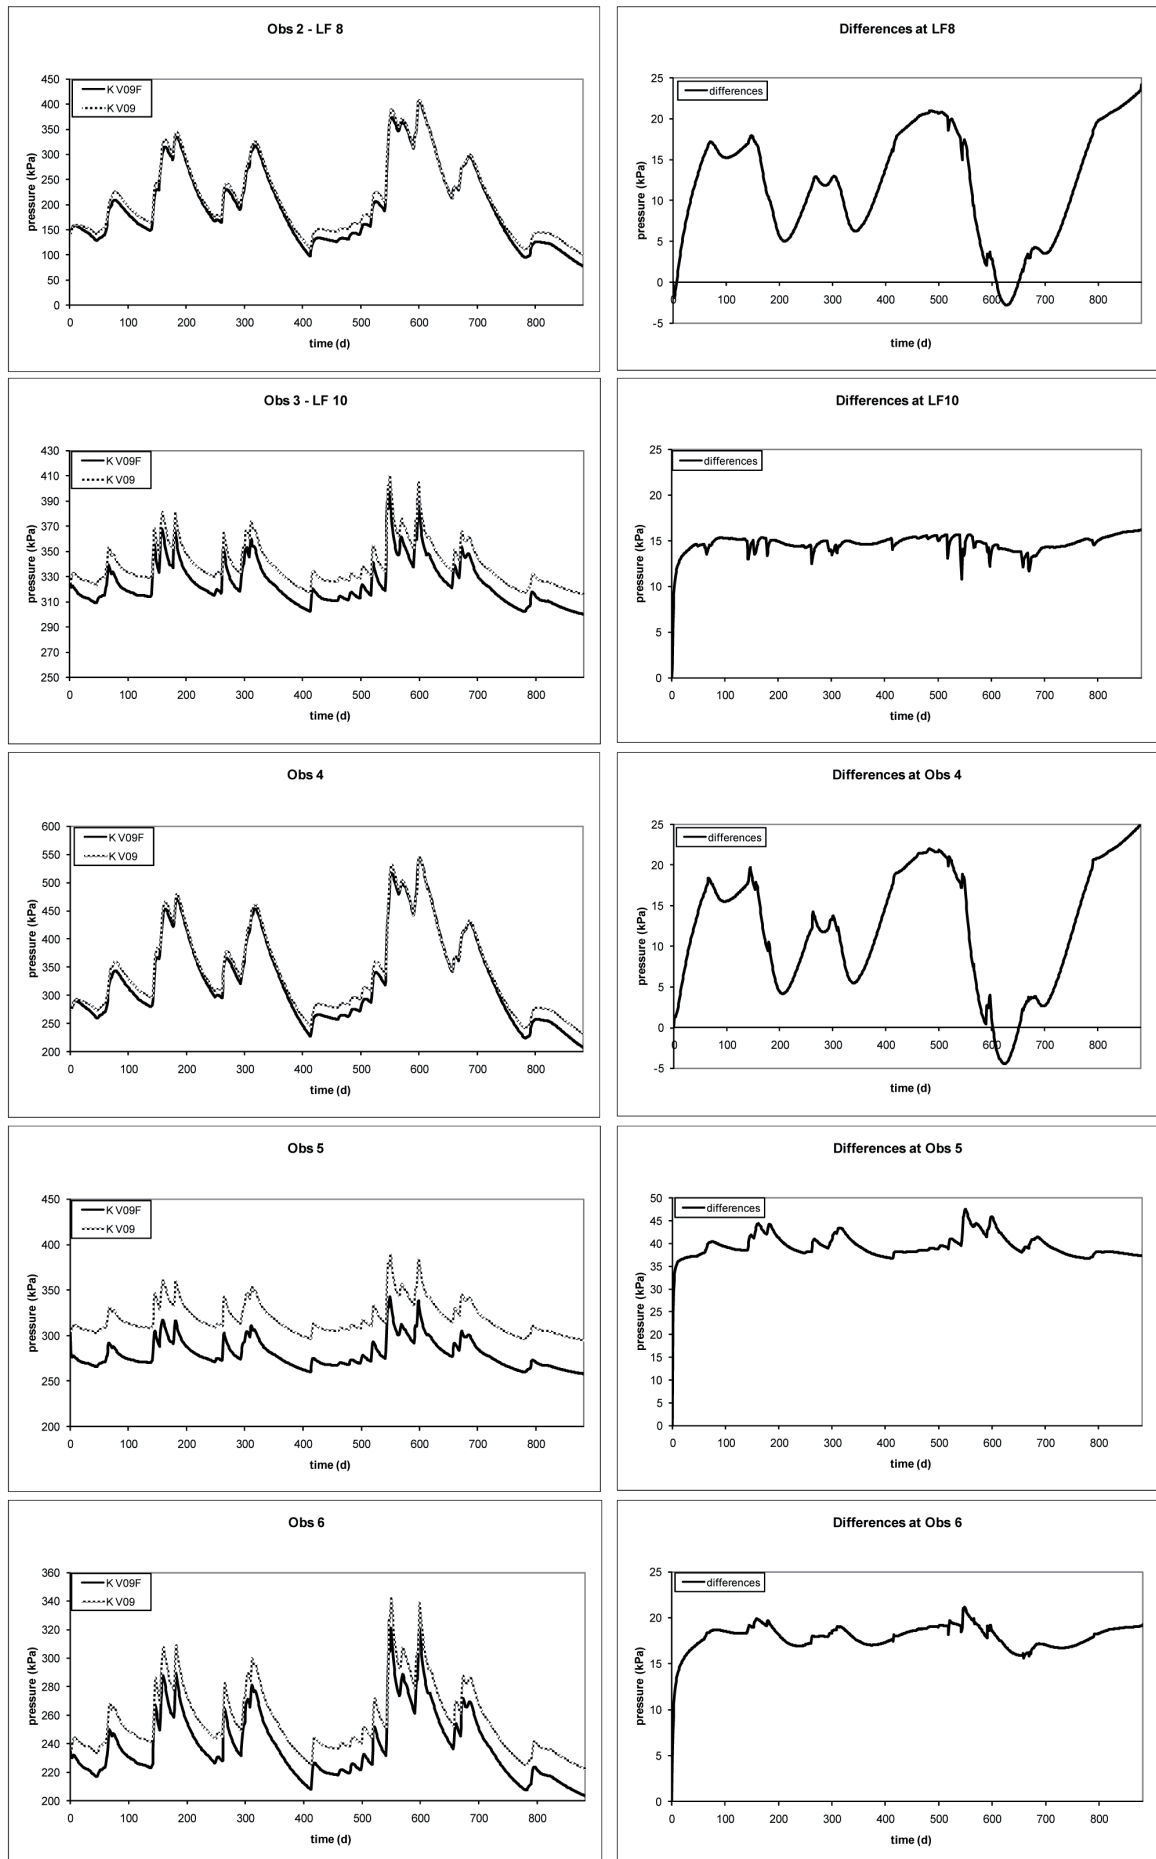 Obs 2 - LF 8
K V09F
K V09
pressure (kPa)
450
400
350
300
250
200
150
100
50
0
0 100 200 300 400 500 600 700 800
time (d)
Differences at LF8
differences
pressure (kPa)
25
20
15
10
5
0
-5
0 100 200 300 400 500 600 700 800
time (d)
Obs 3 - LF 10
K V09F
K V09
pressure (kPa)
430
410
390
370
350
330
310
290
270
250
0 100 200 300 400 500 600 700 800
time (d)
Differences at LF10
differences
pressure (kPa)
25
20
15
10
5
0
0 100 200 300 400 500 600 700 800
time (d)
Obs 4
K V09F
K V09
pressure (kPa)
600
550
500
450
400
350
300
250
200
0 100 200 300 400 500 600 700 800
time (d)
Differences at Obs 4
differences
pressure (kPa)
25
20
15
10
5
0
-5
0 100 200 300 400 500 600 700 800
time (d)
Obs 5
K V09F
K V09
pressure (kPa)
450
400
350
300
250
200
0 100 200 300 400 500 600 700 800
time (d)
Differences at Obs 5
differences
pressure (kPa)
50
45
40
35
30
25
20
15
10
5
0
0 100 200 300 400 500 600 700 800
time (d)
Obs 6
K V09F
K V09
pressure (kPa)
360
340
320
300
280
260
240
220
200
0 100 200 300 400 500 600 700 800
time (d)
Differences at Obs 6
differences
pressure (kPa)
25
20
15
10
5
0
0 100 200 300 400 500 600 700 800
time (d)